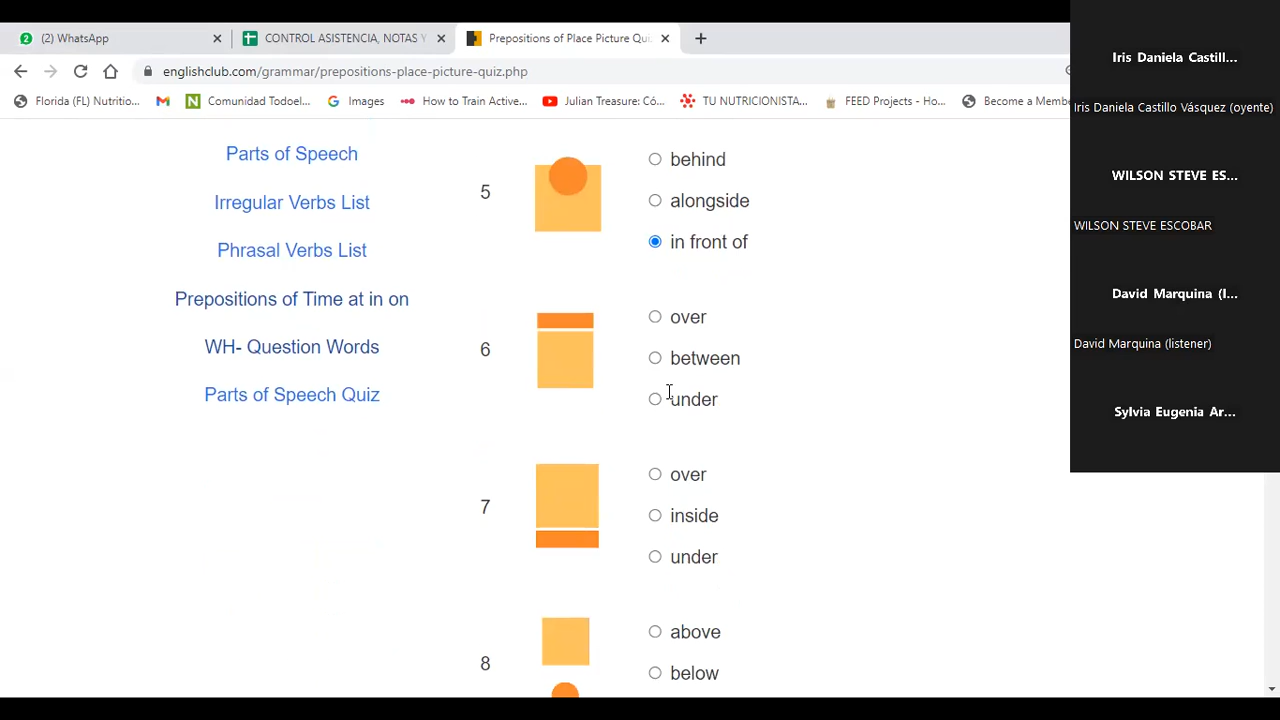 (2) WhatsApp
CONTROL ASISTENCIA, NOTAS Y
Prepositions of Place Picture Qui
englishclub.com/grammar/prepositions-place-picture-quiz.php
Florida (FL) Nutritio...
Comunidad Todoel...
Images
How to Train Active...
Julian Treasure: Có...
TU NUTRICIONISTA...
FEED Projects - Ho...
Become a Membe
Parts of Speech
Irregular Verbs List
Phrasal Verbs List
Prepositions of Time at in on
WH- Question Words
Parts of Speech Quiz
5
behind
alongside
in front of
6
over
between
under
7
over
inside
under
8
above
below
Iris Daniela Castill...
Iris Daniela Castillo Vásquez (oyente)
WILSON STEVE ES...
WILSON STEVE ESCOBAR
David Marquina (l...
David Marquina (listener)
Sylvia Eugenia Ar...